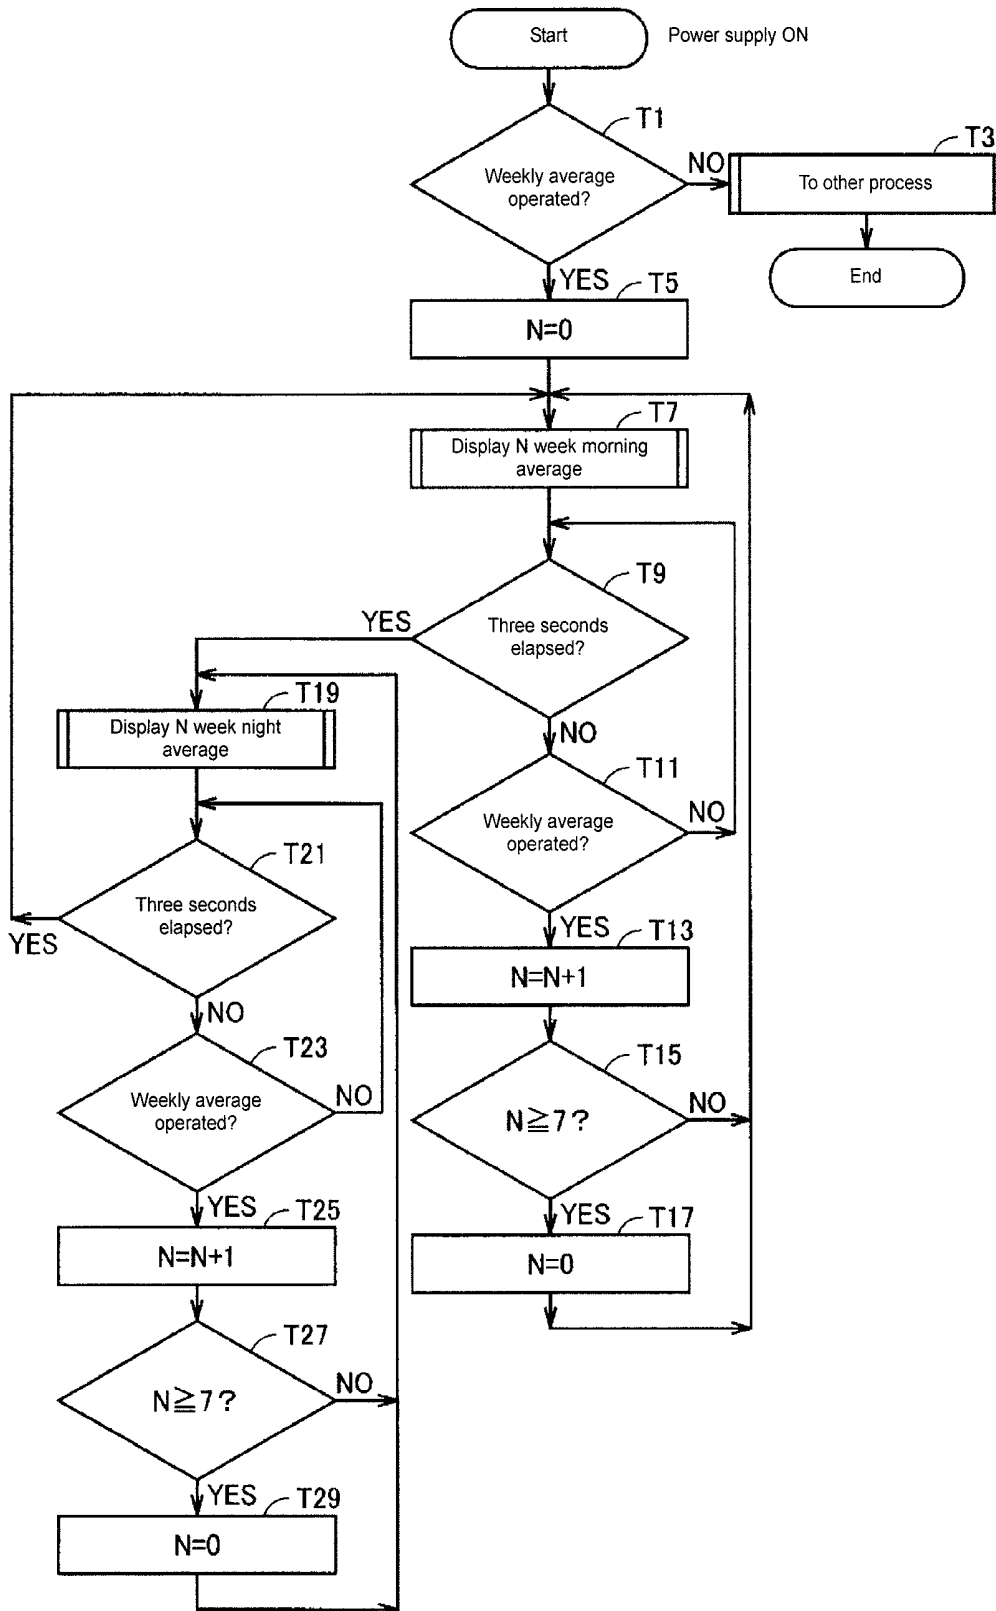 Start
Power supply ON
T1
Weekly average
operated?
NO
T3
To other process
End
YES
T5
N=0
T7
Display N week morning
average
T9
Three seconds
elapsed?
YES
NO
T11
Weekly average
operated?
NO
YES
T13
N=N+1
T15
N≧7?
NO
YES
T17
N=0
T19
Display N week night
average
T21
Three seconds
elapsed?
YES
NO
T23
Weekly average
operated?
NO
YES
T25
N=N+1
T27
N≧7?
NO
YES
T29
N=0